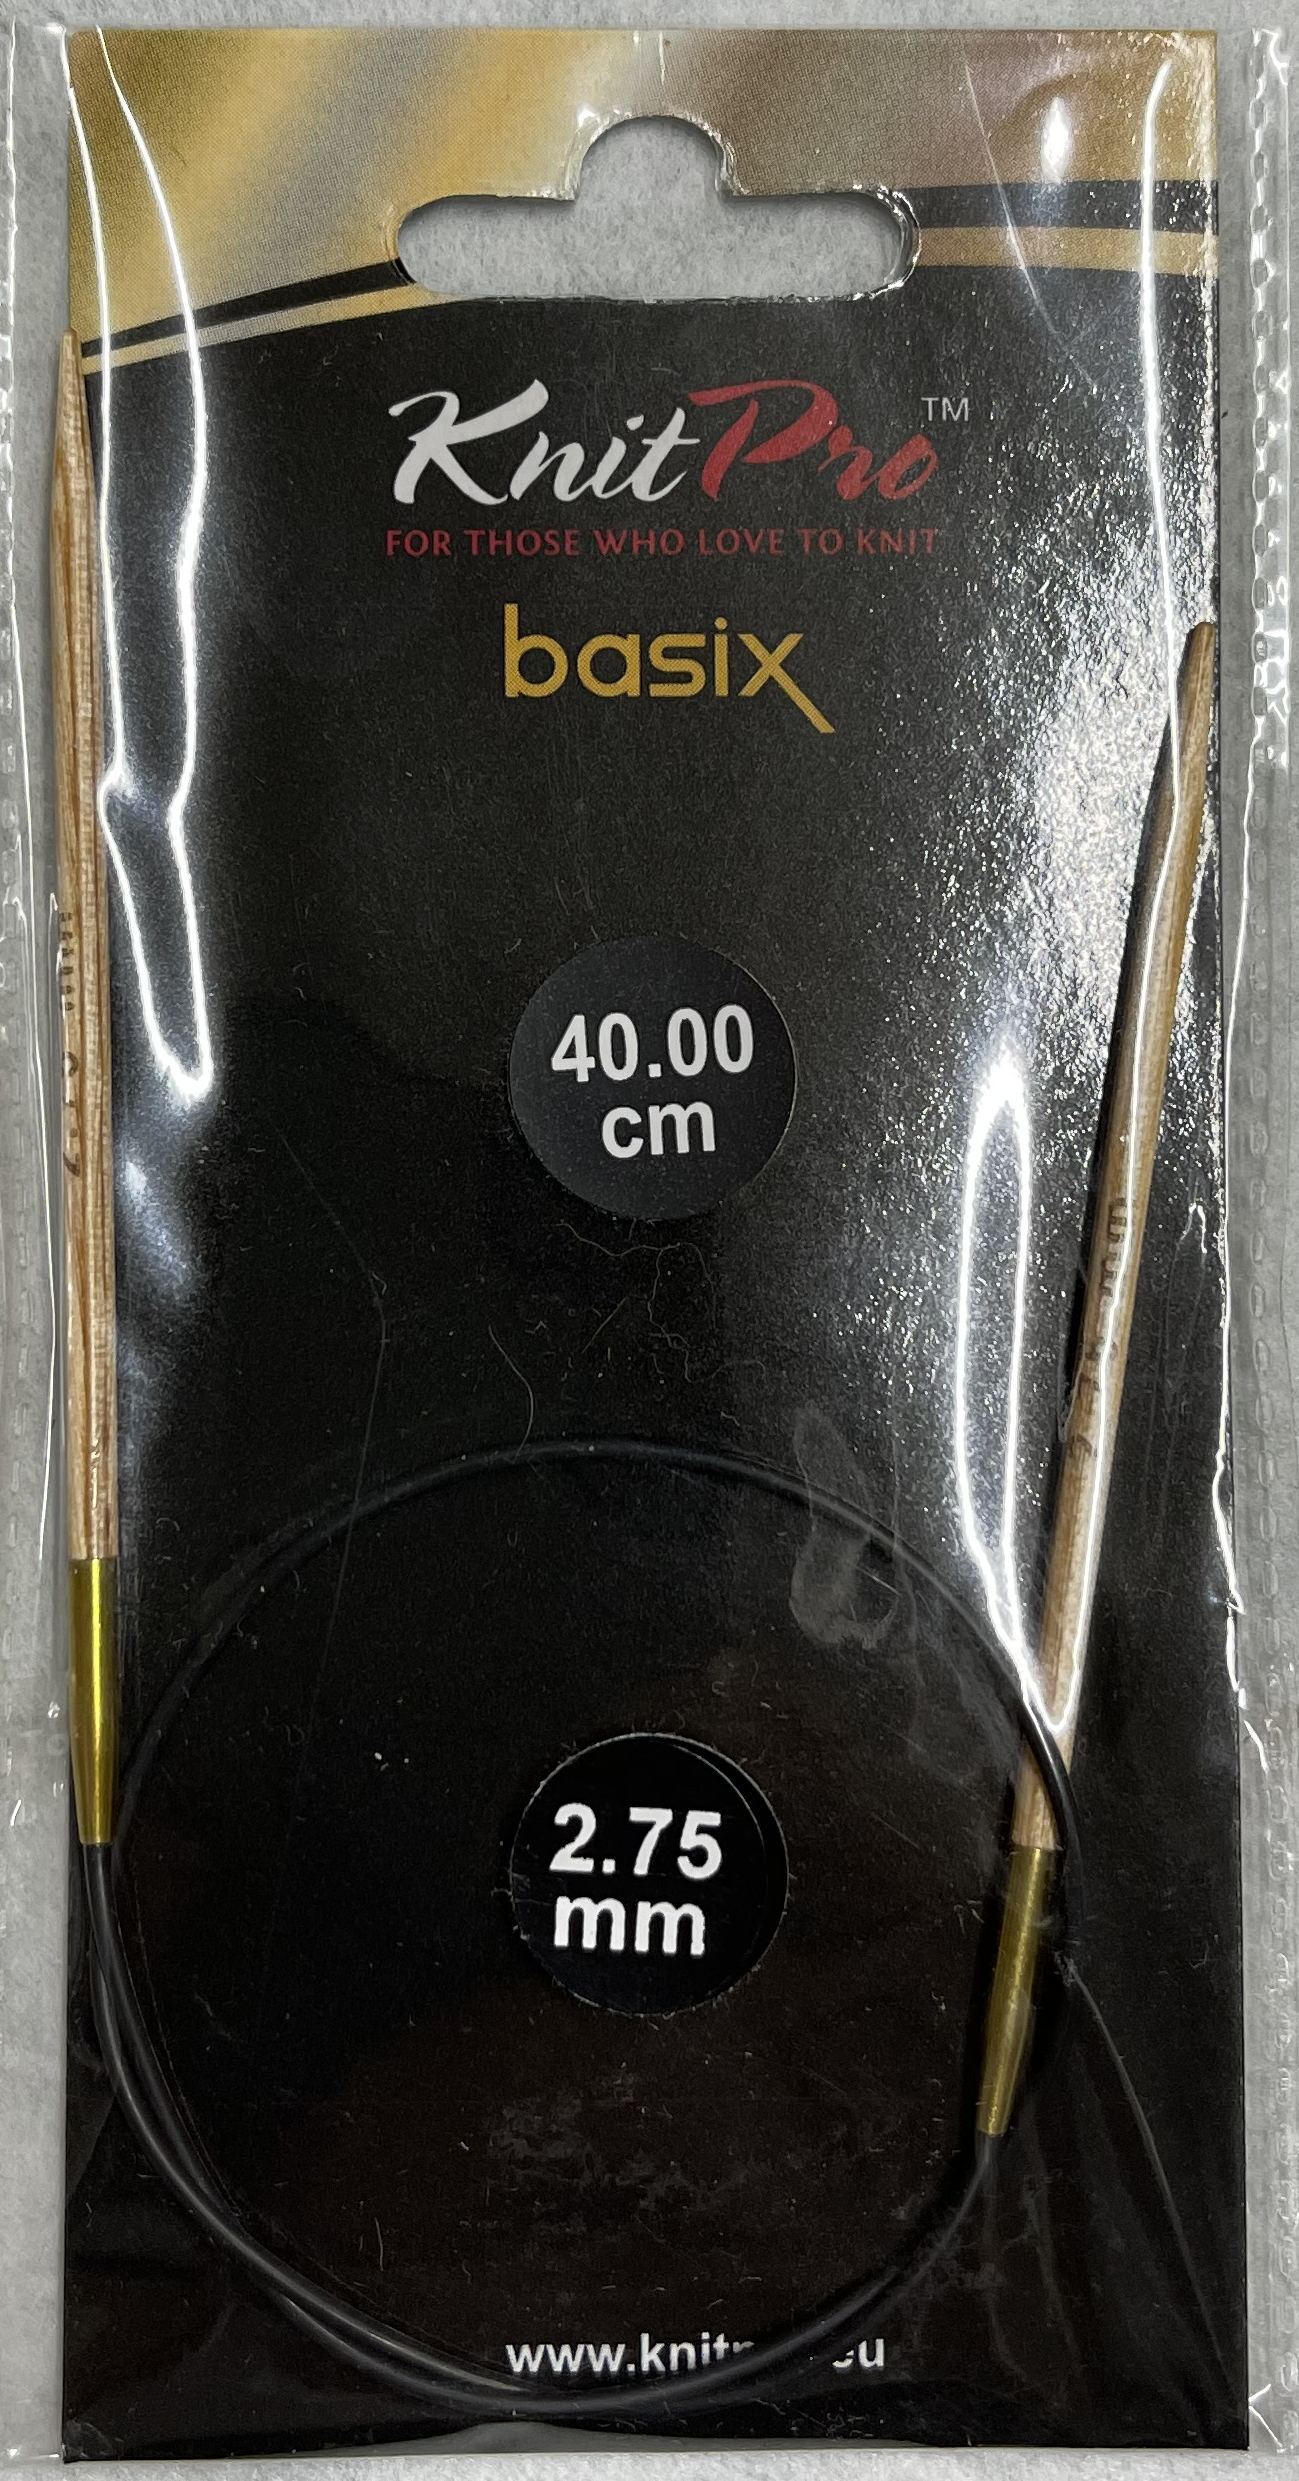 KnitPro™
FOR THOSE WHO LOVE TO KNIT
basix
40.00
cm
2.75
mm